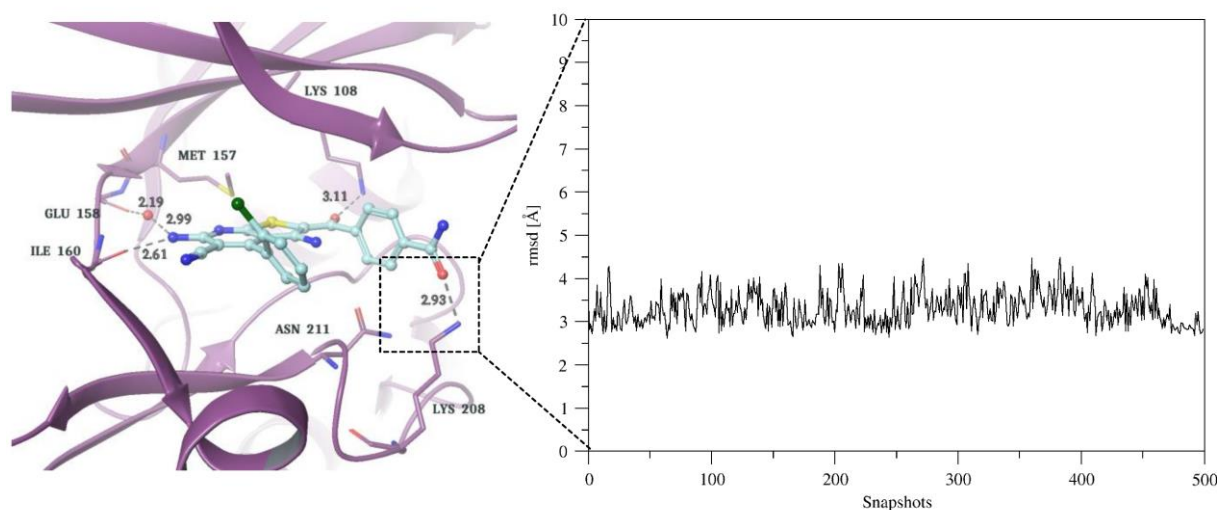 LYS 108
MET 157
3.11
GLU 158
2.19
2.99
ILE 160
2.61
2.93
ASN 211
LYS 208
10
9
8
7
6
5
4
3
2
1
0
rmsd [Å]
0 100 200 300 400 500
Snapshots